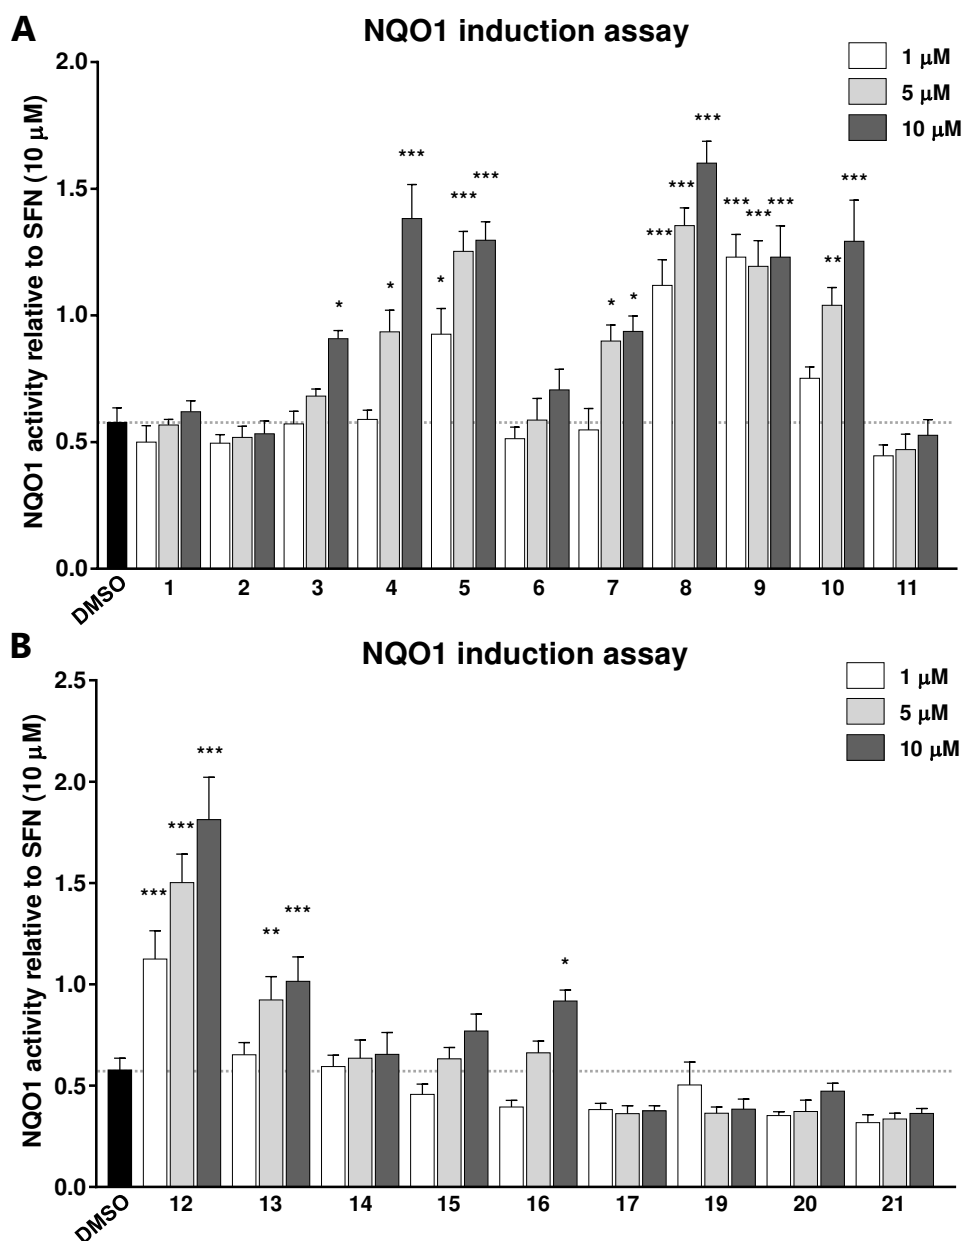 A
NQO1 induction assay
1 μM
5 μM
10 μM
NQO1 activity relative to SFN (10 μM)
2.0
1.5
1.0
0.5
0.0
* * *** * *** *** * * *** *** *** *** *** *** ** ***
DMSO 1 2 3 4 5 6 7 8 9 10 11
B
NQO1 induction assay
1 μM
5 μM
10 μM
NQO1 activity relative to SFN (10 μM)
2.5
2.0
1.5
1.0
0.5
0.0
*** *** *** ** *** *
DMSO 12 13 14 15 16 17 19 20 21